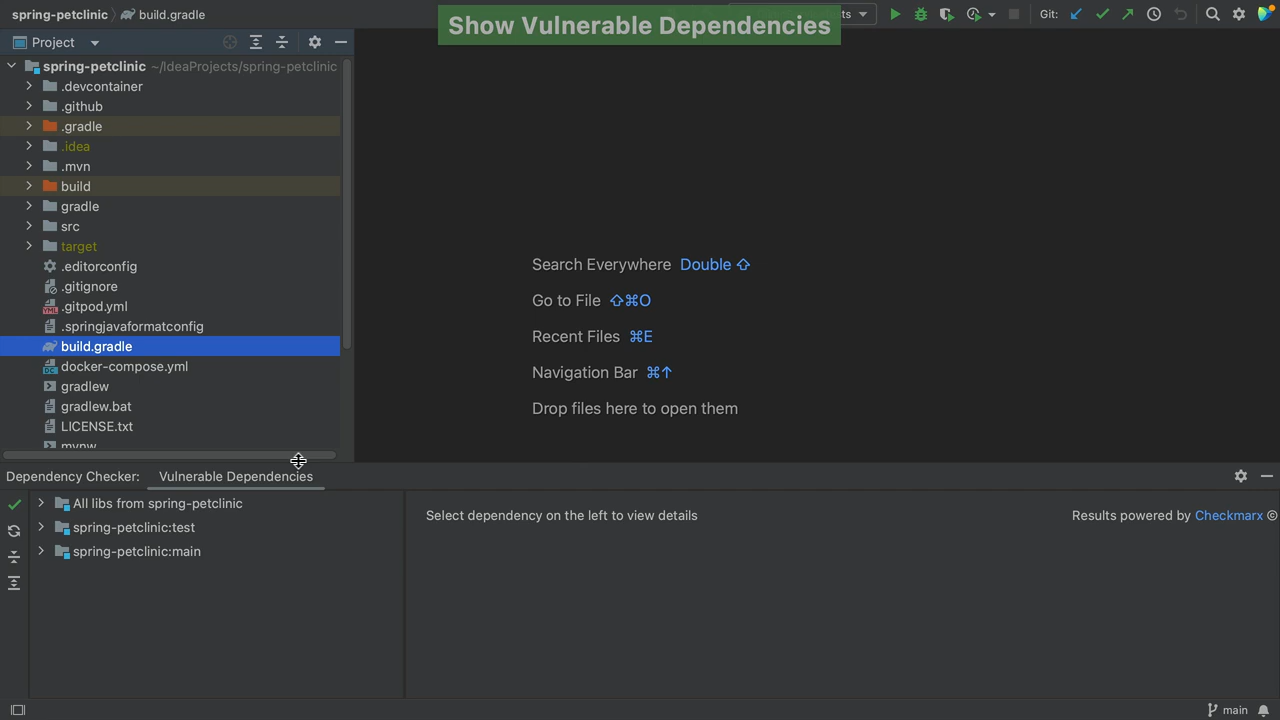 spring-petclinic build.gradle
Show Vulnerable Dependencies
Git:
Project
spring-petclinic ~/IdeaProjects/spring-petclinic
.devcontainer
.github
.gradle
.idea
.mvn
build
gradle
src
target
.editorconfig
.gitignore
.gitpod.yml
.springjavaformatconfig
build.gradle
docker-compose.yml
gradlew
gradlew.bat
LICENSE.txt
mvnw
Search Everywhere Double ⇧
Go to File ⇧⌘O
Recent Files ⌘E
Navigation Bar ⌘↑
Drop files here to open them
Dependency Checker: Vulnerable Dependencies
All libs from spring-petclinic
spring-petclinic:test
spring-petclinic:main
Select dependency on the left to view details
Results powered by Checkmarx ©
main